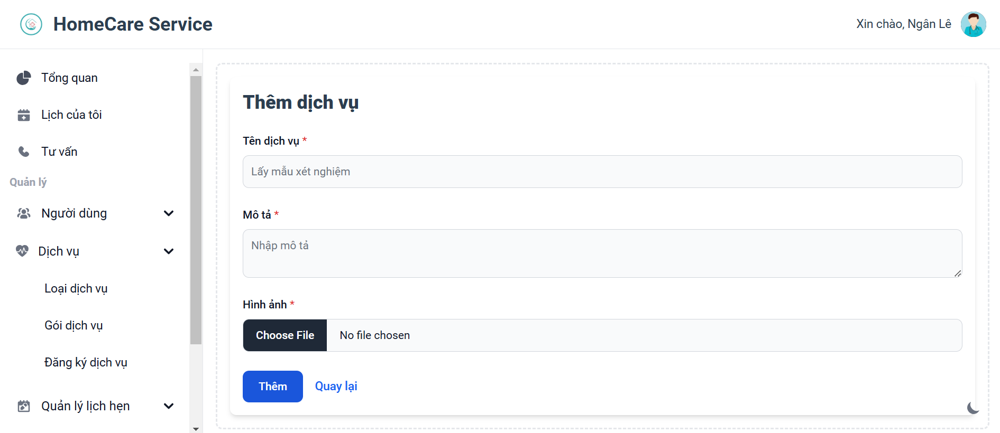 HomeCare Service
Xin chào, Ngân Lê
Tổng quan
Lịch của tôi
Tư vấn
Quản lý
Người dùng
Dịch vụ
Loại dịch vụ
Gói dịch vụ
Đăng ký dịch vụ
Quản lý lịch hẹn
Thêm dịch vụ
Tên dịch vụ *
Lấy mẫu xét nghiệm
Mô tả *
Nhập mô tả
Hình ảnh *
Choose File No file chosen
Thêm Quay lại